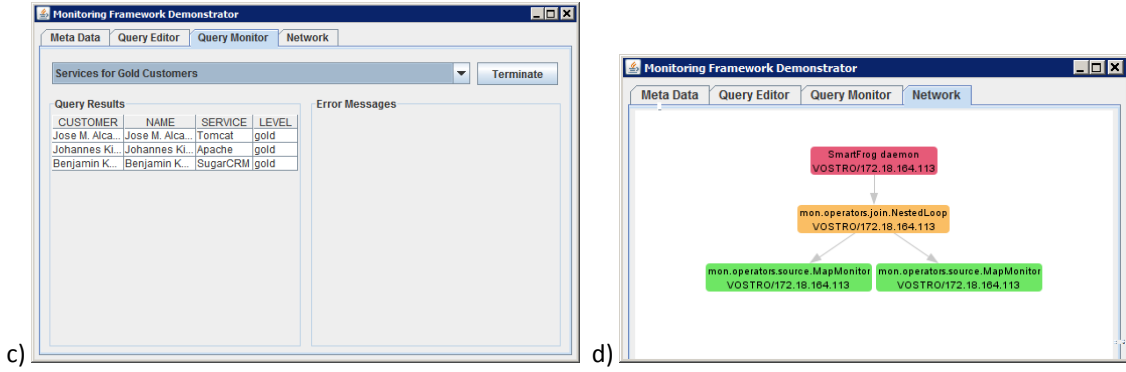 Monitoring Framework Demonstrator
Meta Data Query Editor Query Monitor Network
Services for Gold Customers Terminate
Query Results Error Messages
CUSTOMER NAME SERVICE LEVEL
Jose M. Alca... Jose M. Alca... Tomcat gold
Johannes Ki... Johannes Ki... Apache gold
Benjamin K... Benjamin K... SugarCRM gold
c)
Monitoring Framework Demonstrator
Meta Data Query Editor Query Monitor Network
SmartFrog daemon
VOSTRO/172.18.164.113
mon.operators.join.NestedLoop
VOSTRO/172.18.164.113
mon.operators.source.MapMonitor mon.operators.source.MapMonitor
VOSTRO/172.18.164.113 VOSTRO/172.18.164.113
d)